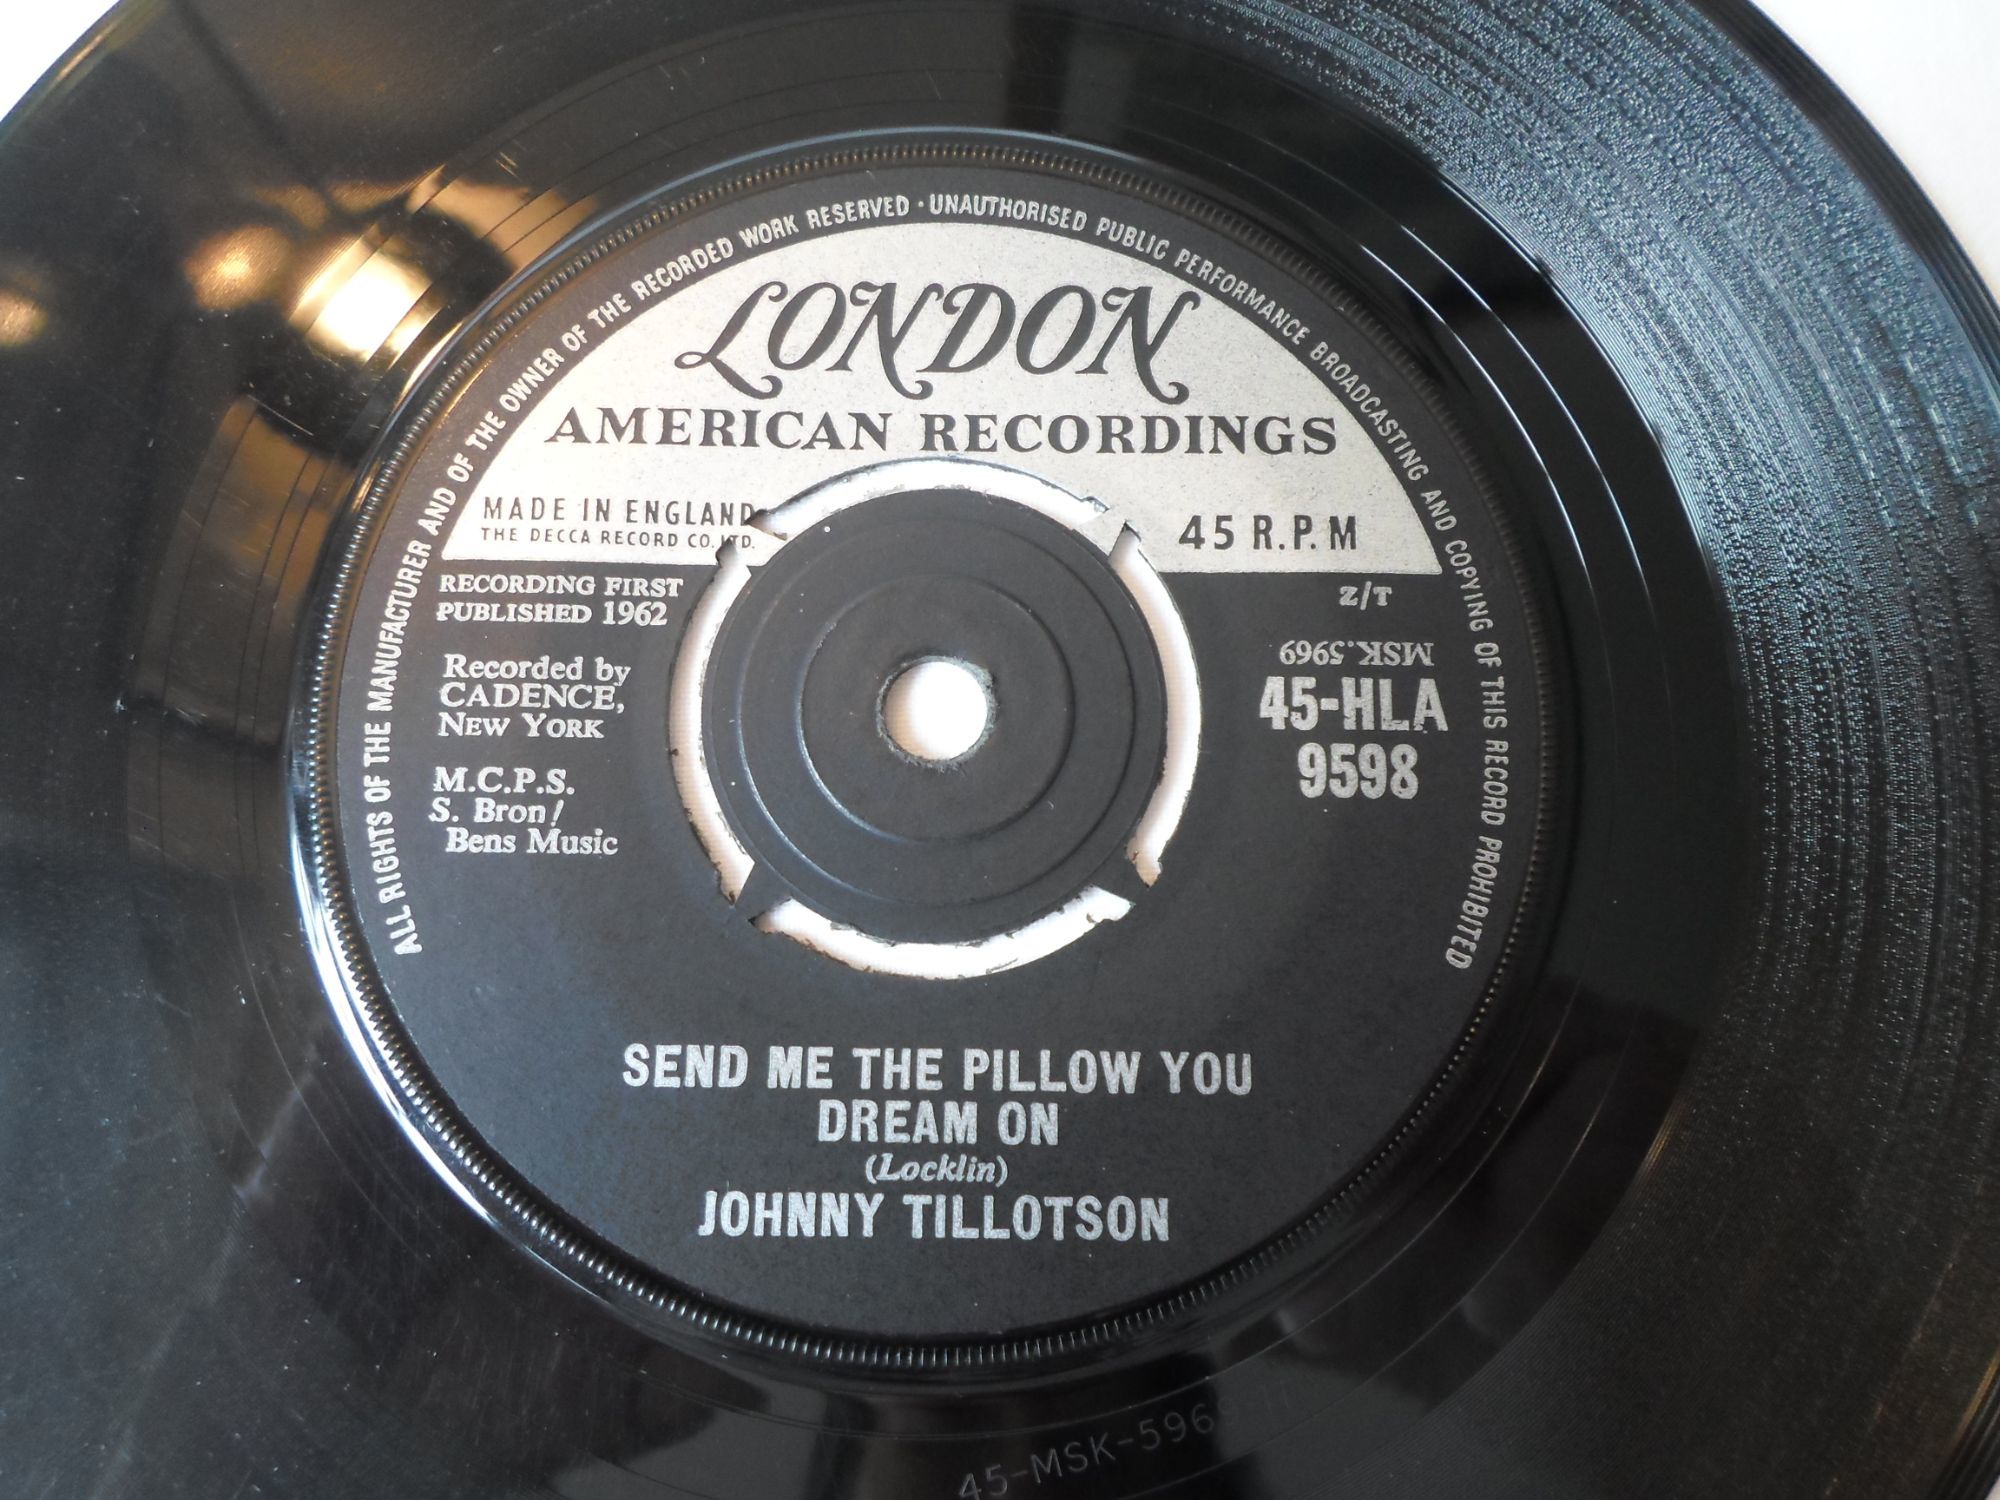 ALL RIGHTS OF THE MANUFACTURER AND OF THE OWNER OF THE RECORDED WORK RESERVED · UNAUTHORISED PUBLIC PERFORMANCE BROADCASTING AND COPYING OF THIS RECORD PROHIBITED
LONDON
AMERICAN RECORDINGS
MADE IN ENGLAND
THE DECCA RECORD CO. LTD.
45 R.P.M
RECORDING FIRST
PUBLISHED 1962
Recorded by
CADENCE,
NEW YORK
M.C.P.S.
S. Bron/
Bens Music
Z/T
MSK.5969
45-HLA
9598
SEND ME THE PILLOW YOU
DREAM ON
(Locklin)
JOHNNY TILLOTSON
45-MSK-5969